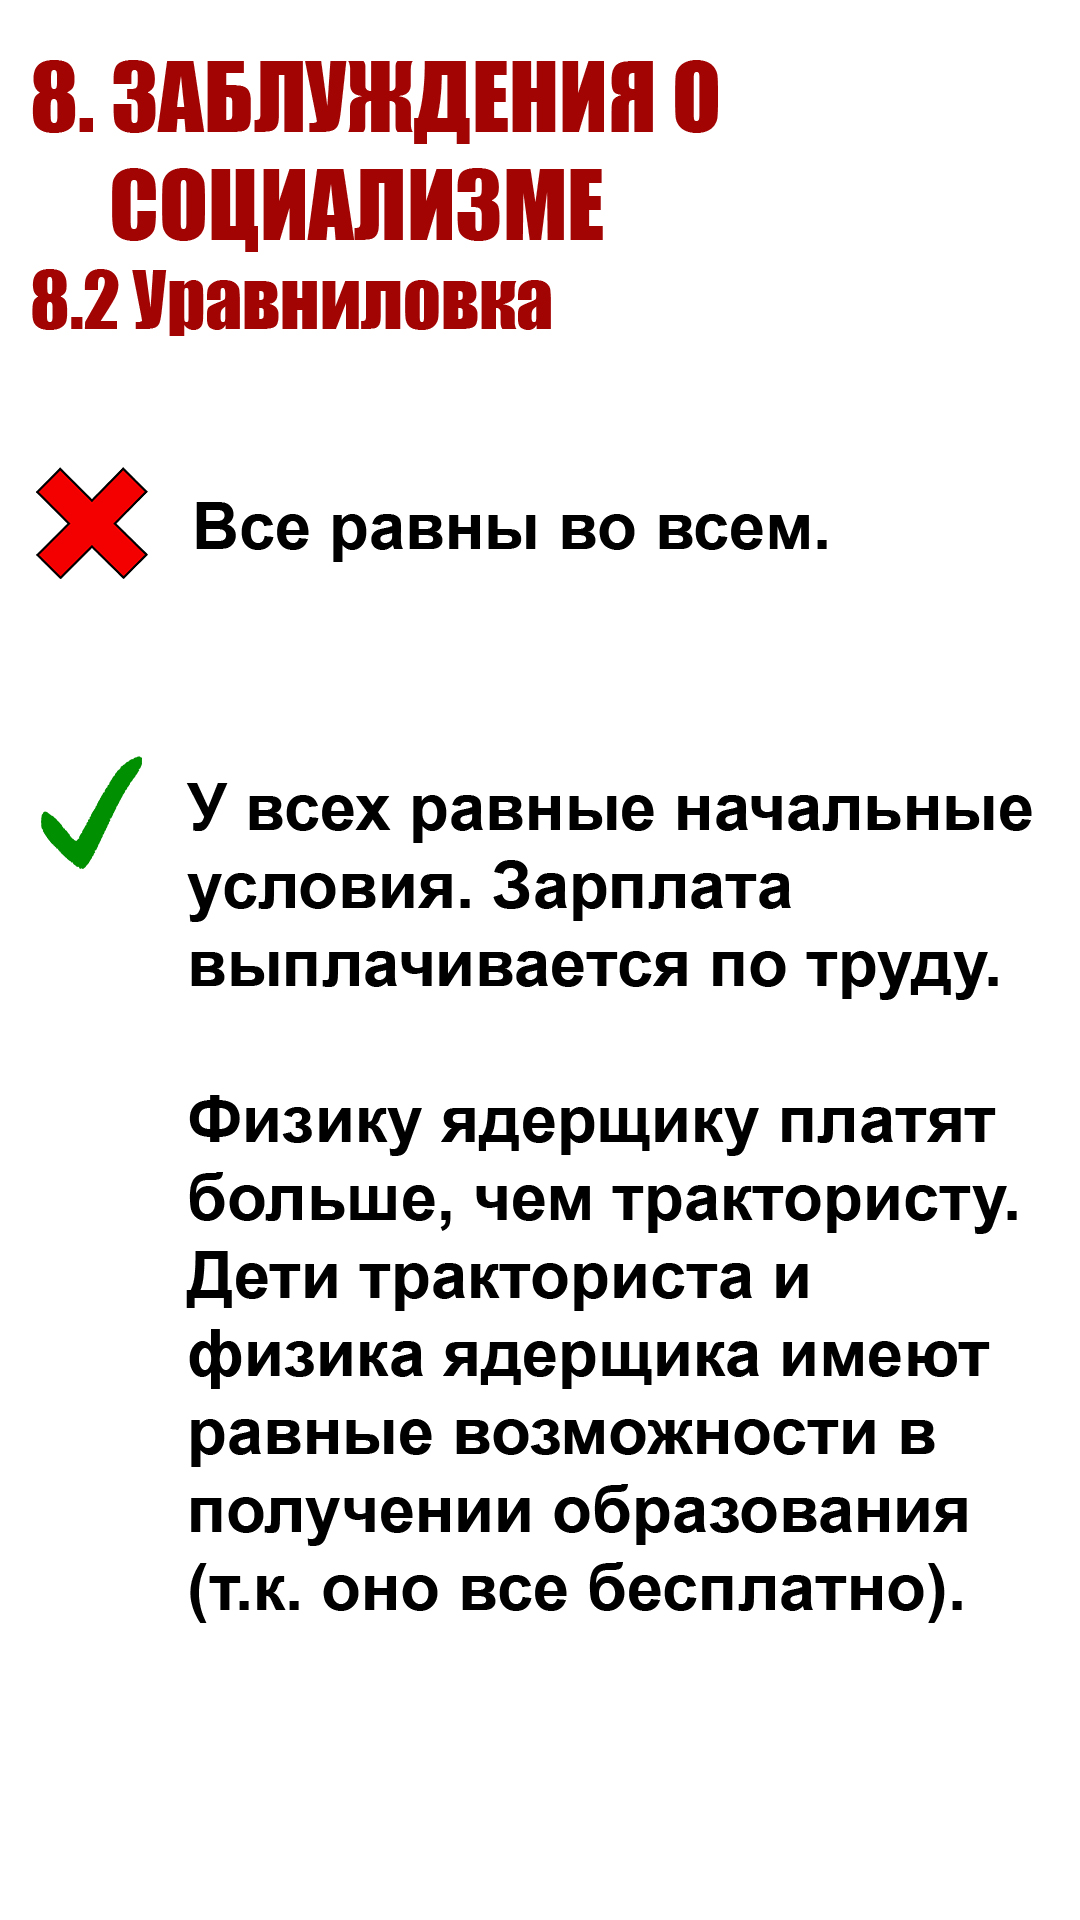 8. ЗАБЛУЖДЕНИЯ О
СОЦИАЛИЗМЕ
8.2 Уравниловка
Все равны во всем.
У всех равные начальные
условия. Зарплата
выплачивается по труду.
Физику ядерщику платят
больше, чем трактористу.
Дети тракториста и
физика ядерщика имеют
равные возможности в
получении образования
(т.к. оно все бесплатно).